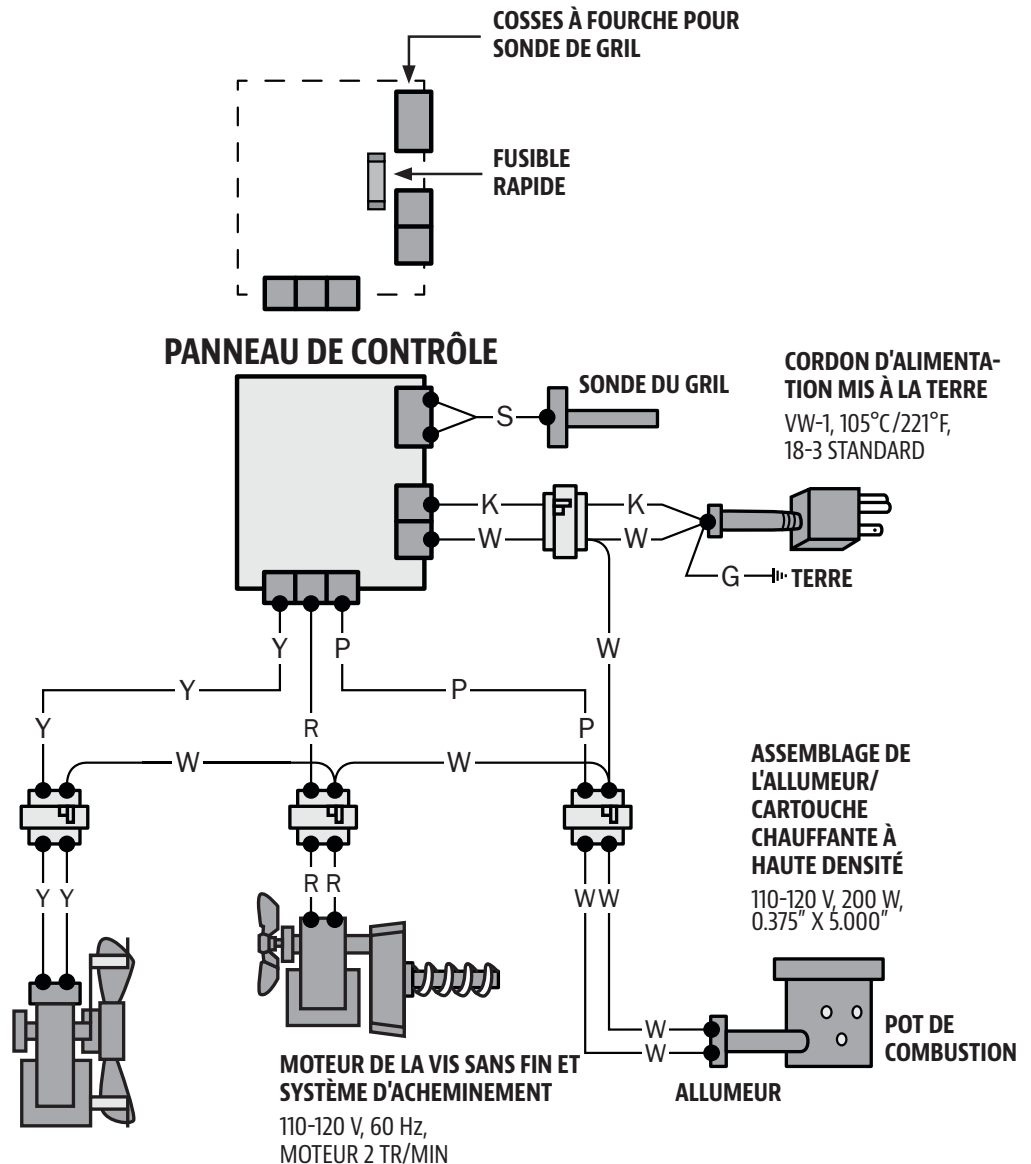 COSSES À FOURCHE POUR
SONDE DE GRIL
FUSIBLE
RAPIDE
PANNEAU DE CONTRÔLE
SONDE DU GRIL
CORDON D'ALIMENTA-
TION MIS À LA TERRE
VW-1, 105°C/221°F,
18-3 STANDARD
S
K
K
W
W
G
TERRE
Y
P
W
Y
P
Y
R
P
W
W
ASSEMBLAGE DE
L'ALLUMEUR/
CARTOUCHE
CHAUFFANTE À
HAUTE DENSITÉ
110-120 V, 200 W,
0.375" X 5.000"
Y Y
R R
W W
W
W
POT DE
COMBUSTION
ALLUMEUR
MOTEUR DE LA VIS SANS FIN ET
SYSTÈME D'ACHEMINEMENT
110-120 V, 60 Hz,
MOTEUR 2 TR/MIN